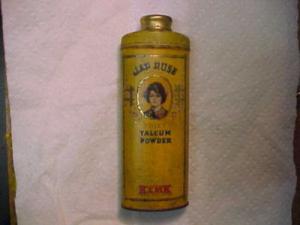 JAP ROSE
TALCUM
POWDER
KIRK